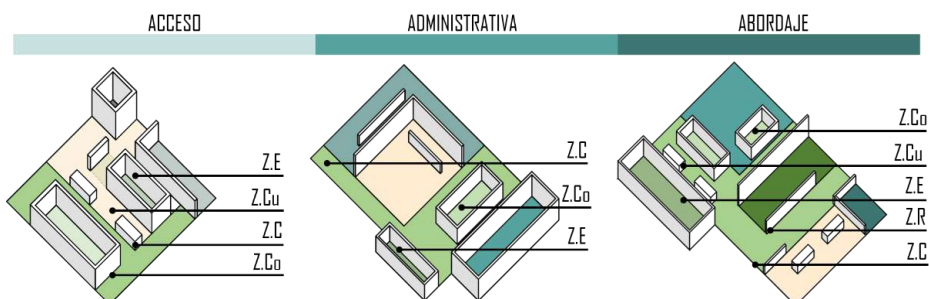 ACCESO
ADMINISTRATIVA
ABORDAJE
Z.E
Z.Cu
Z.C
Z.Co
Z.C
Z.Co
Z.E
Z.Co
Z.Cu
Z.E
Z.R
Z.C